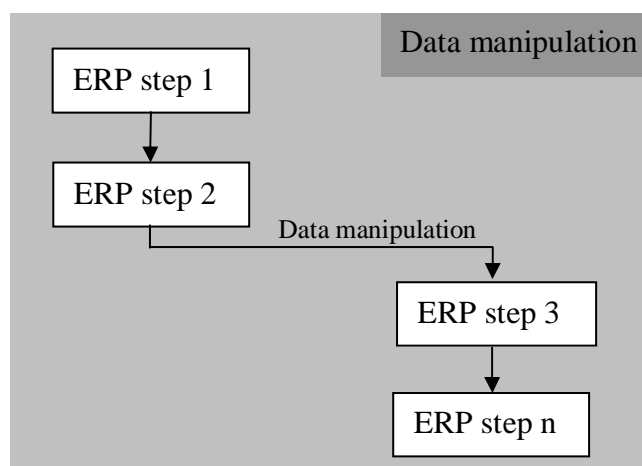 Data manipulation
ERP step 1
ERP step 2
Data manipulation
ERP step 3
ERP step n